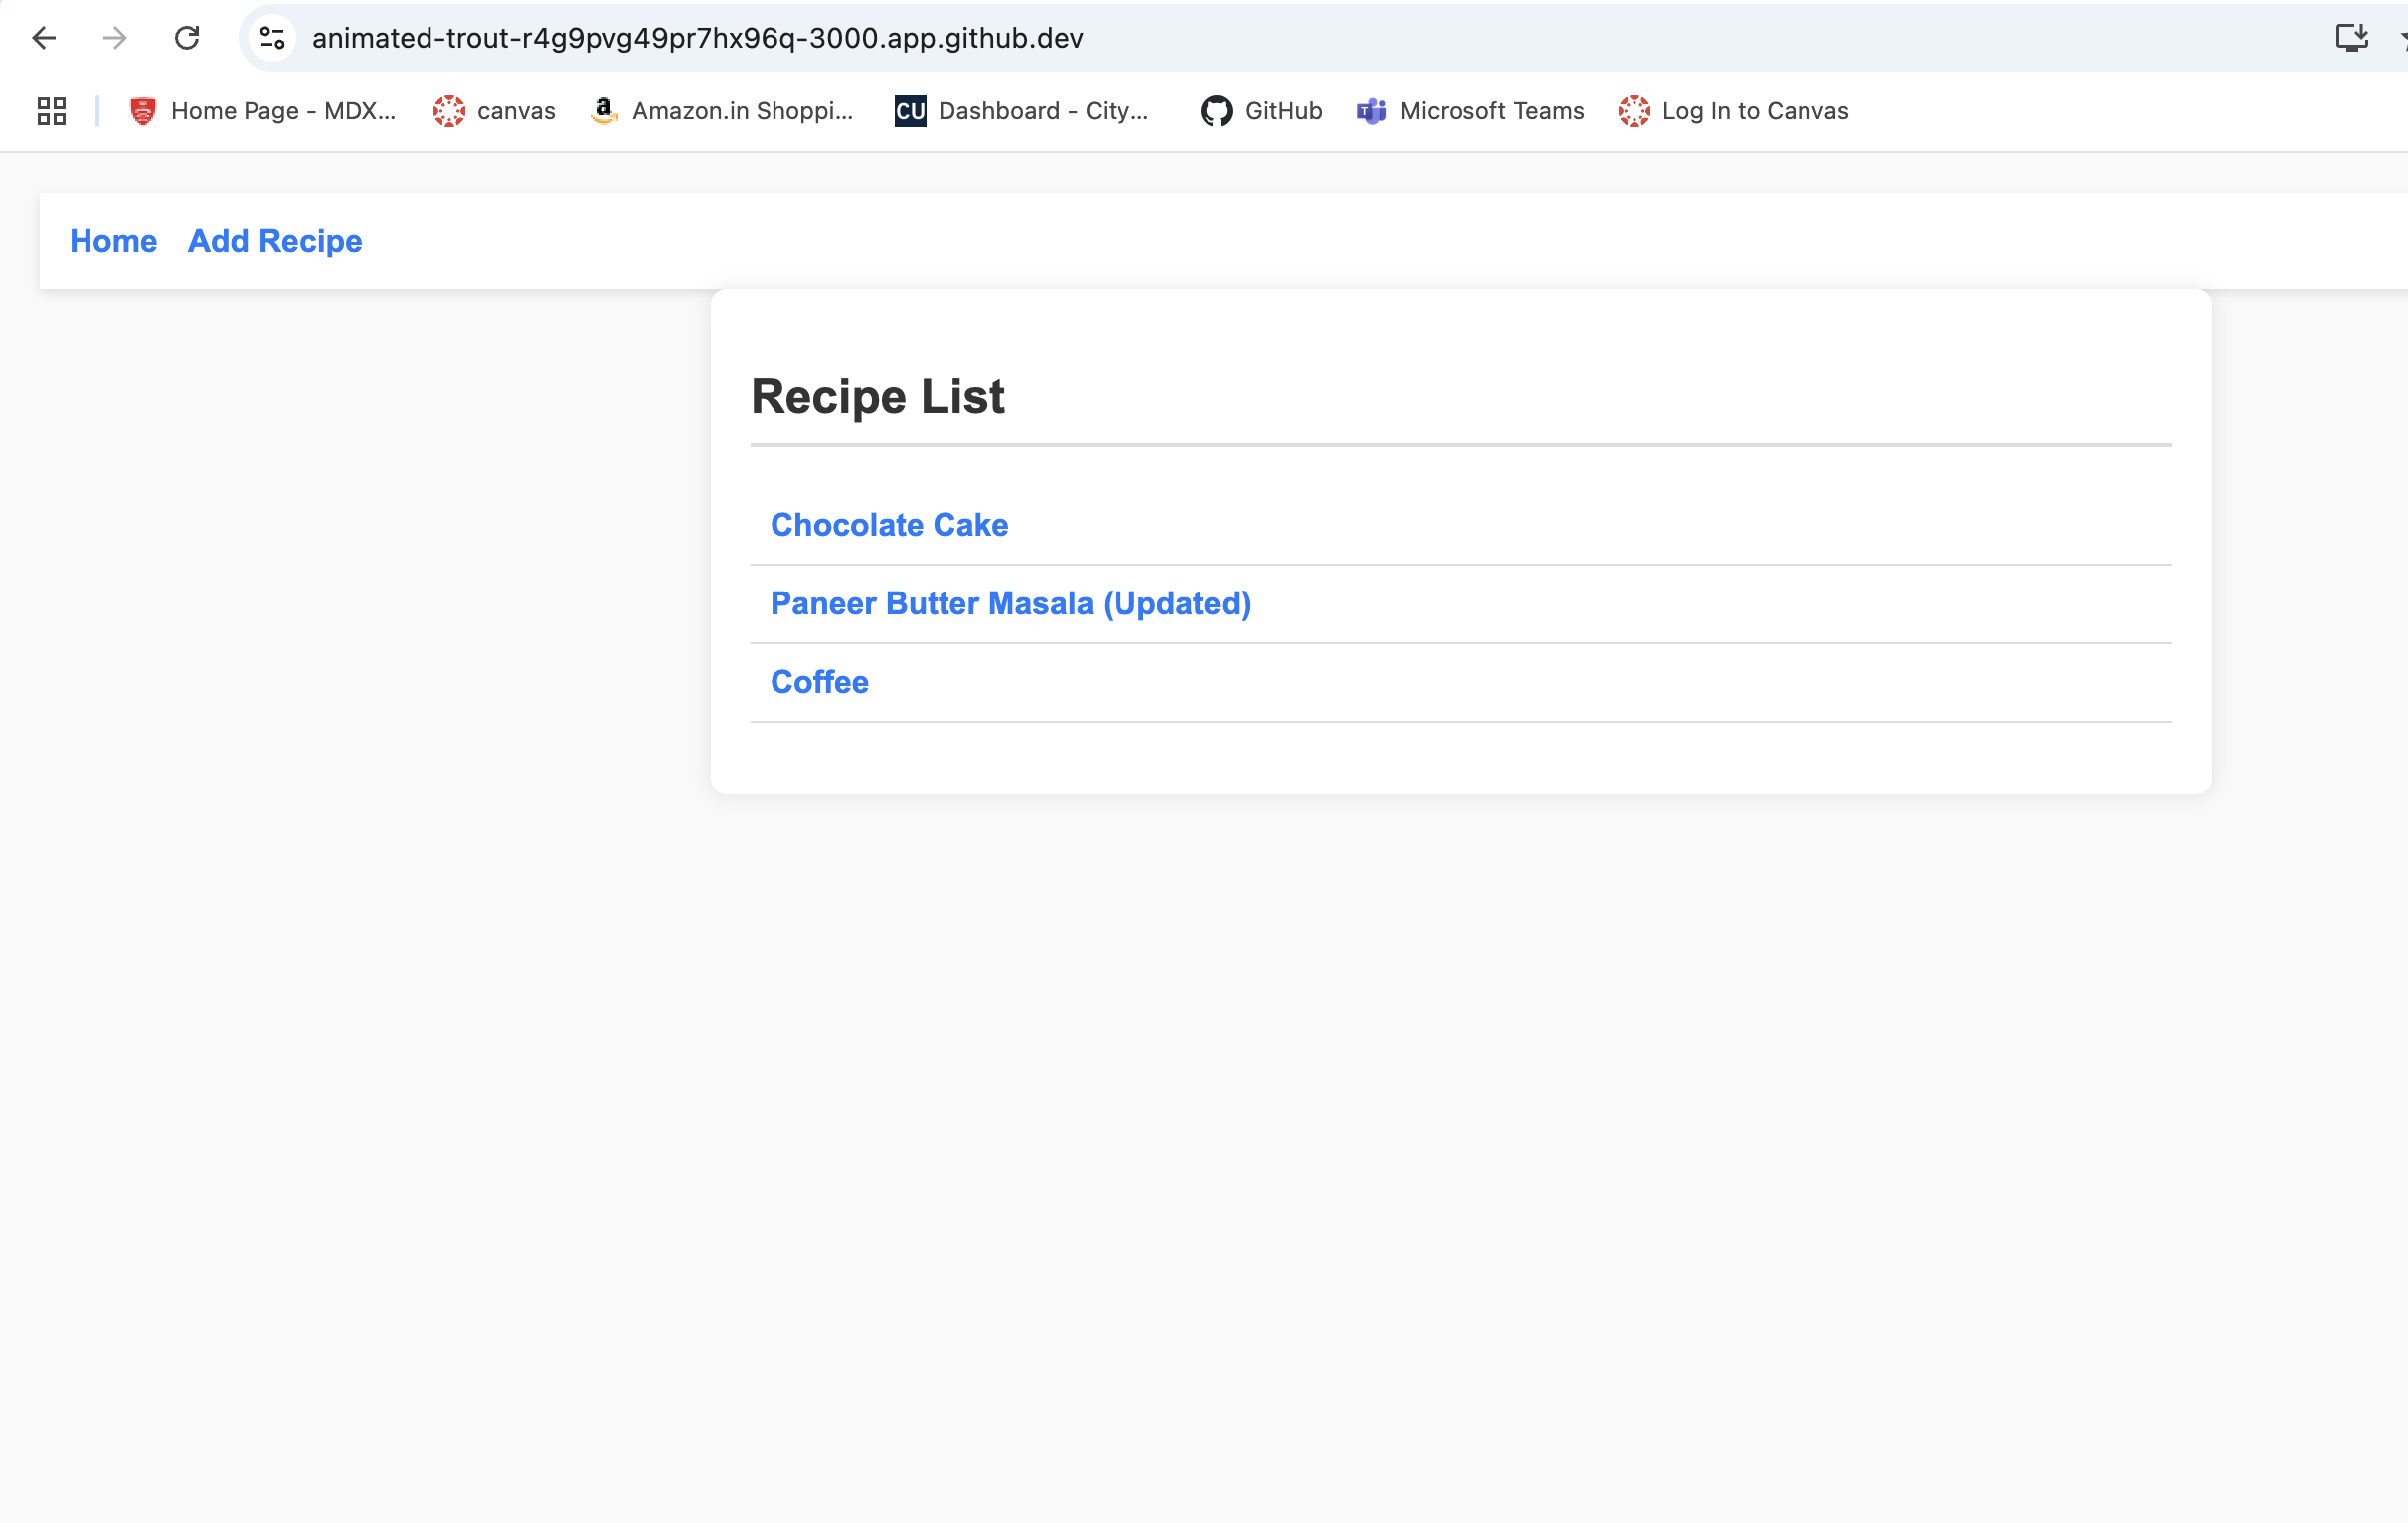 animated-trout-r4g9pvg49pr7hx96q-3000.app.github.dev
Home Page - MDX... canvas Amazon.in Shoppi... CU Dashboard - City... GitHub Microsoft Teams Log In to Canvas
Home Add Recipe
Recipe List
Chocolate Cake
Paneer Butter Masala (Updated)
Coffee